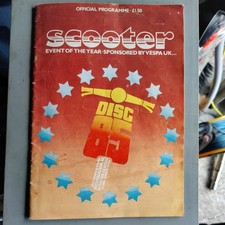 OFFICIAL PROGRAMME · £1.50
scooter
EVENT OF THE YEAR · SPONSORED BY VESPA UK...
DISC
85